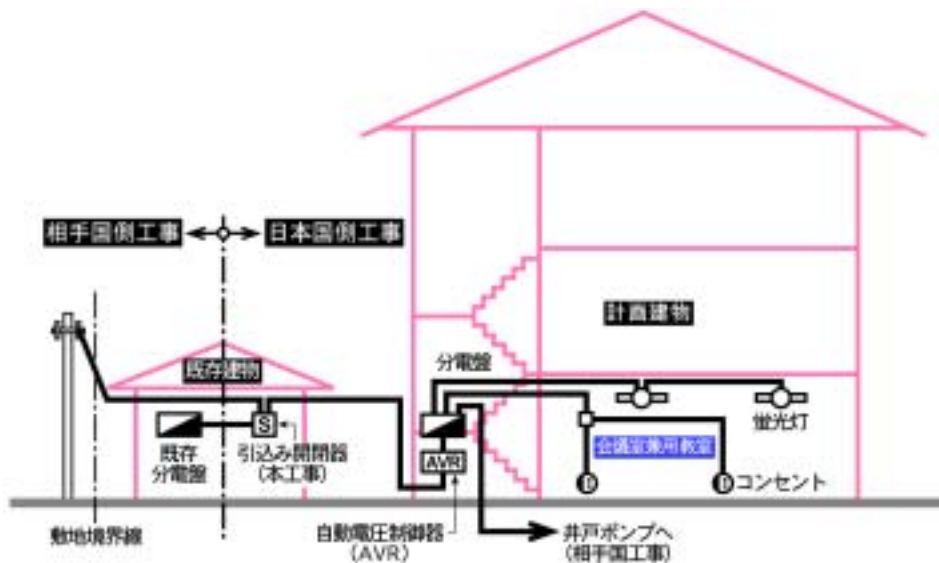 相手国側工事
日本国側工事
計画建物
既存建物
分電盤
蛍光灯
S
既存
分電盤
引込み開閉器
(本工事)
AVR
会議室兼用教室
コンセント
敷地境界線
自動電圧制御器
(AVR)
井戸ポンプへ
(相手国工事)